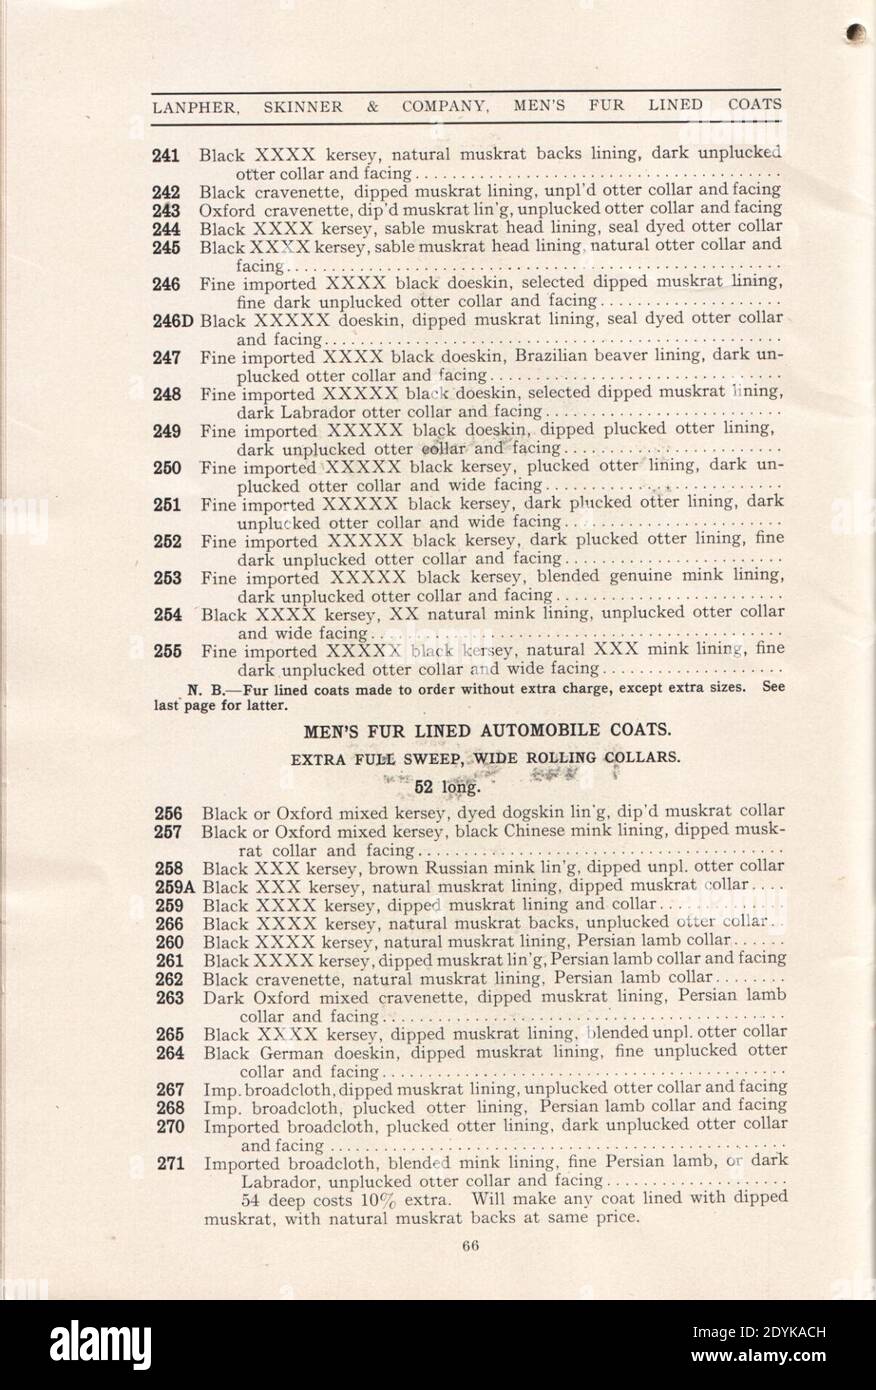 LANPHER, SKINNER & COMPANY, MEN'S FUR LINED COATS
241 Black XXXX kersey, natural muskrat backs lining, dark unplucked
otter collar and facing
242 Black cravenette, dipped muskrat lining, unpl'd otter collar and facing
243 Oxford cravenette, dip'd muskrat lin'g, unplucked otter collar and facing
244 Black XXXX kersey, sable muskrat head lining, seal dyed otter collar
245 Black XXXX kersey, sable muskrat head lining, natural otter collar and
facing
246 Fine imported XXXX black doeskin, selected dipped muskrat lining,
fine dark unplucked otter collar and facing
246D Black XXXXX doeskin, dipped muskrat lining, seal dyed otter collar
and facing
247 Fine imported XXXX black doeskin, Brazilian beaver lining, dark un-
plucked otter collar and facing
248 Fine imported XXXXX black doeskin, selected dipped muskrat lining,
dark Labrador otter collar and facing
249 Fine imported XXXXX black doeskin, dipped plucked otter lining,
dark unplucked otter collar and facing
250 Fine imported XXXXX black kersey, plucked otter lining, dark un-
plucked otter collar and wide facing
251 Fine imported XXXXX black kersey, dark plucked otter lining, dark
unplucked otter collar and wide facing
252 Fine imported XXXXX black kersey, dark plucked otter lining, fine
dark unplucked otter collar and facing
253 Fine imported XXXXX black kersey, blended genuine mink lining,
dark unplucked otter collar and facing
254 Black XXXX kersey, XX natural mink lining, unplucked otter collar
and wide facing
255 Fine imported XXXXX black kersey, natural XXX mink lining, fine
dark unplucked otter collar and wide facing
N. B.—Fur lined coats made to order without extra charge, except extra sizes. See
last page for latter.
MEN'S FUR LINED AUTOMOBILE COATS.
EXTRA FULL SWEEP, WIDE ROLLING COLLARS.
52 long.
256 Black or Oxford mixed kersey, dyed dogskin lin'g, dip'd muskrat collar
257 Black or Oxford mixed kersey, black Chinese mink lining, dipped musk-
rat collar and facing
258 Black XXX kersey, brown Russian mink lin'g, dipped unpl. otter collar
259A Black XXX kersey, natural muskrat lining, dipped muskrat collar
259 Black XXXX kersey, dipped muskrat lining and collar
266 Black XXXX kersey, natural muskrat backs, unplucked otter collar
260 Black XXXX kersey, natural muskrat lining, Persian lamb collar
261 Black XXXX kersey, dipped muskrat lin'g, Persian lamb collar and facing
262 Black cravenette, natural muskrat lining, Persian lamb collar
263 Dark Oxford mixed cravenette, dipped muskrat lining, Persian lamb
collar and facing
265 Black XXXX kersey, dipped muskrat lining, blended unpl. otter collar
264 Black German doeskin, dipped muskrat lining, fine unplucked otter
collar and facing
267 Imp. broadcloth, dipped muskrat lining, unplucked otter collar and facing
268 Imp. broadcloth, plucked otter lining, Persian lamb collar and facing
270 Imported broadcloth, plucked otter lining, dark unplucked otter collar
and facing
271 Imported broadcloth, blended mink lining, fine Persian lamb, or dark
Labrador, unplucked otter collar and facing
54 deep costs 10% extra. Will make any coat lined with dipped
muskrat, with natural muskrat backs at same price.
66
alamy
Image ID: 2DYKACH
www.alamy.com